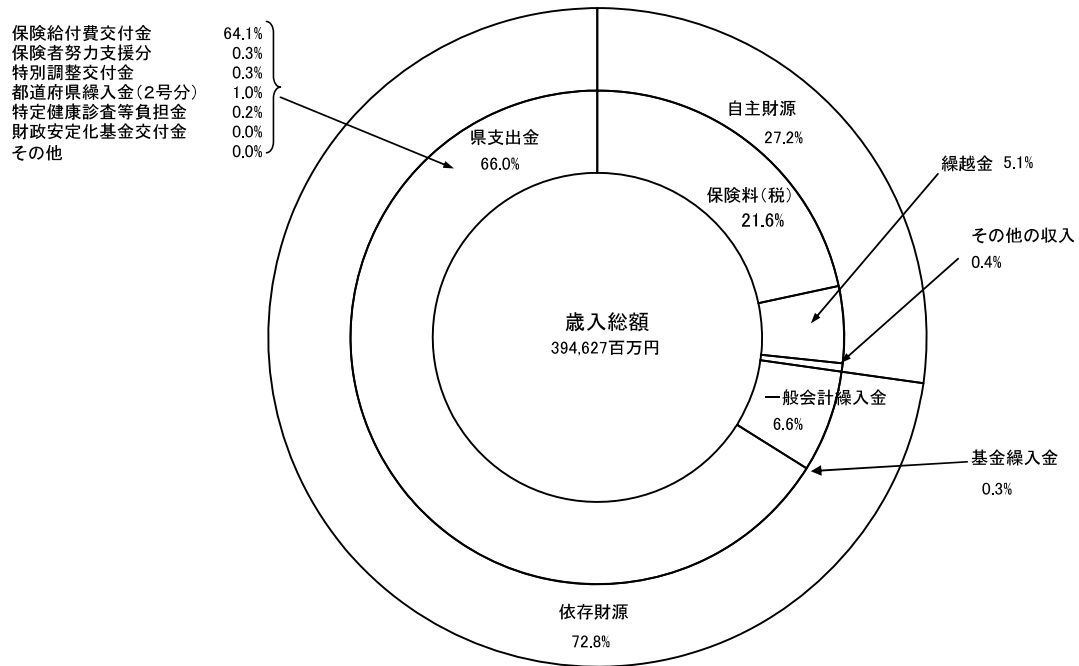 保険給付費交付金 64.1%
保険者努力支援分 0.3%
特別調整交付金 0.3%
都道府県繰入金(2号分) 1.0%
特定健康診査等負担金 0.2%
財政安定化基金交付金 0.0%
その他 0.0%
県支出金
66.0%
自主財源
27.2%
保険料(税)
21.6%
繰越金 5.1%
その他の収入
0.4%
歳入総額
394,627百万円
一般会計繰入金
6.6%
基金繰入金
0.3%
依存財源
72.8%